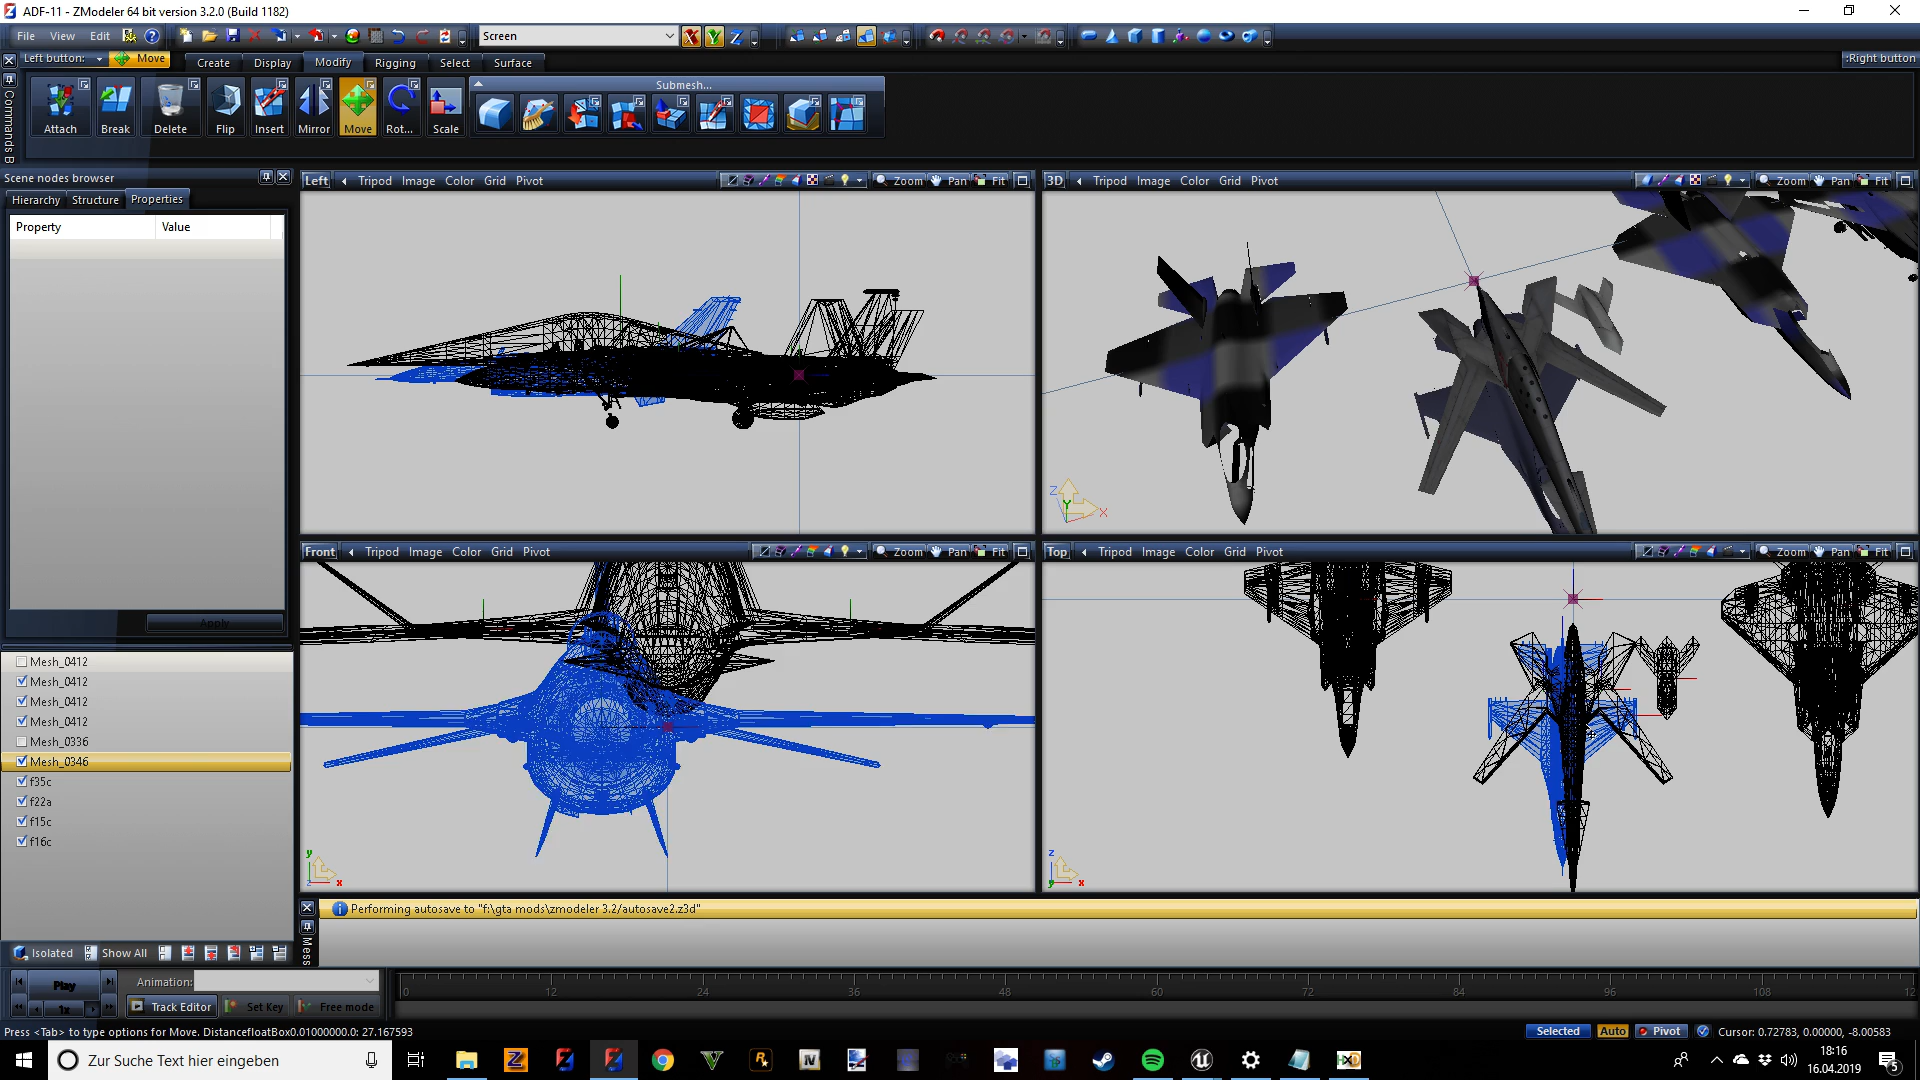 ADF-11 - ZModeler 64 bit version 3.2.0 (Build 1182)
File View Edit
Screen
Left button: Move
Create Display Modify Rigging Select Surface
:Right button
Submesh...
Attach Break Delete Flip Insert Mirror Move Rot... Scale
Commands B
Scene nodes browser
Hierarchy Structure Properties
Property Value
Apply
Left Tripod Image Color Grid Pivot Zoom Pan Fit
3D Tripod Image Color Grid Pivot Zoom Pan Fit
Z Y X
Front Tripod Image Color Grid Pivot Zoom Pan Fit
Top Tripod Image Color Grid Pivot Zoom Pan Fit
y z x
z y x
Mesh_0412
Mesh_0412
Mesh_0412
Mesh_0412
Mesh_0336
Mesh_0346
f35c
f22a
f15c
f16c
Performing autosave to "f:\gta mods\zmodeler 3.2/autosave2.z3d"
Mess
Isolated Show All
Play
Animation:
1x
Track Editor Set Key Free mode
0 12 24 36 48 60 72 84 96 108 12
Press <Tab> to type options for Move. DistancefloatBox0.01000000.0: 27.167593
Selected Auto Pivot Cursor: 0.72783, 0.00000, -8.00583
Zur Suche Text hier eingeben
18:16
16.04.2019
5